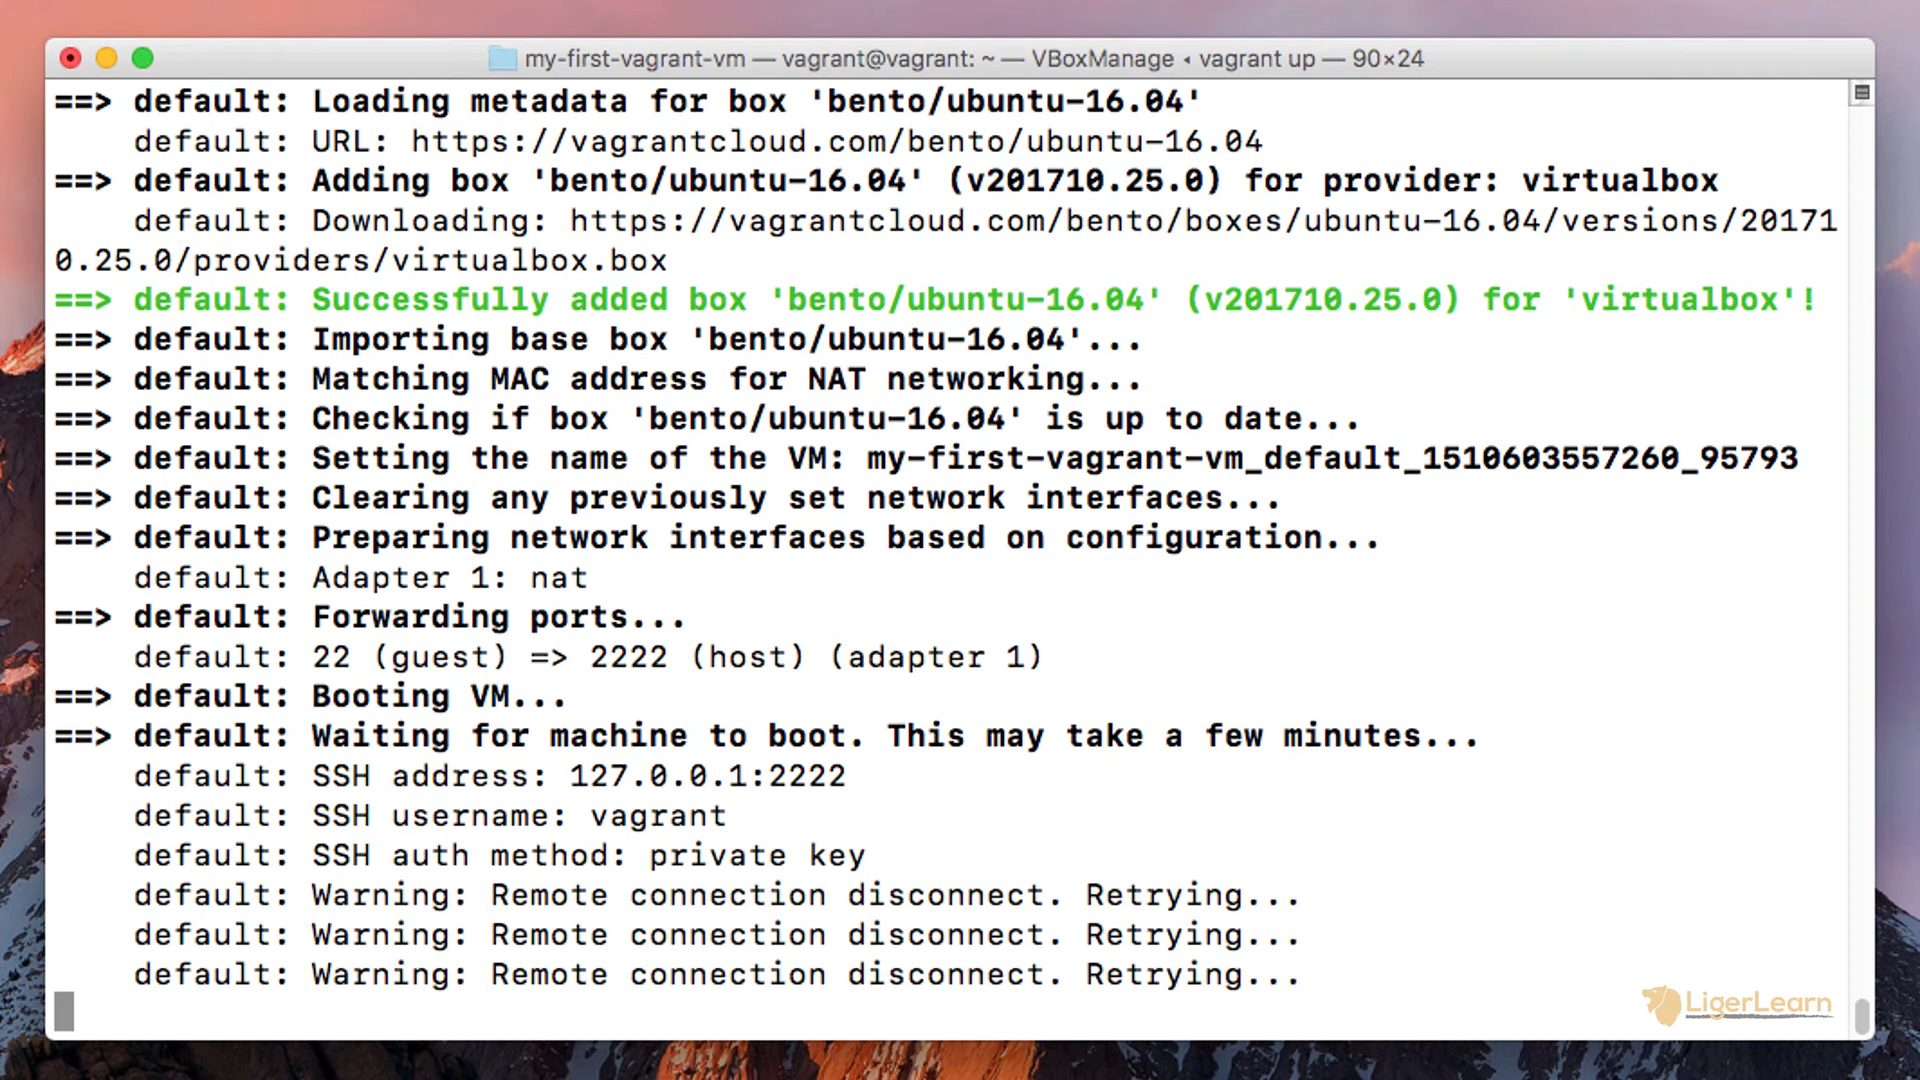 my-first-vagrant-vm — vagrant@vagrant: ~ — VBoxManage ◂ vagrant up — 90×24
==> default: Loading metadata for box 'bento/ubuntu-16.04'
default: URL: https://vagrantcloud.com/bento/ubuntu-16.04
==> default: Adding box 'bento/ubuntu-16.04' (v201710.25.0) for provider: virtualbox
default: Downloading: https://vagrantcloud.com/bento/boxes/ubuntu-16.04/versions/20171
0.25.0/providers/virtualbox.box
==> default: Successfully added box 'bento/ubuntu-16.04' (v201710.25.0) for 'virtualbox'!
==> default: Importing base box 'bento/ubuntu-16.04'...
==> default: Matching MAC address for NAT networking...
==> default: Checking if box 'bento/ubuntu-16.04' is up to date...
==> default: Setting the name of the VM: my-first-vagrant-vm_default_1510603557260_95793
==> default: Clearing any previously set network interfaces...
==> default: Preparing network interfaces based on configuration...
default: Adapter 1: nat
==> default: Forwarding ports...
default: 22 (guest) => 2222 (host) (adapter 1)
==> default: Booting VM...
==> default: Waiting for machine to boot. This may take a few minutes...
default: SSH address: 127.0.0.1:2222
default: SSH username: vagrant
default: SSH auth method: private key
default: Warning: Remote connection disconnect. Retrying...
default: Warning: Remote connection disconnect. Retrying...
default: Warning: Remote connection disconnect. Retrying...
LigerLearn